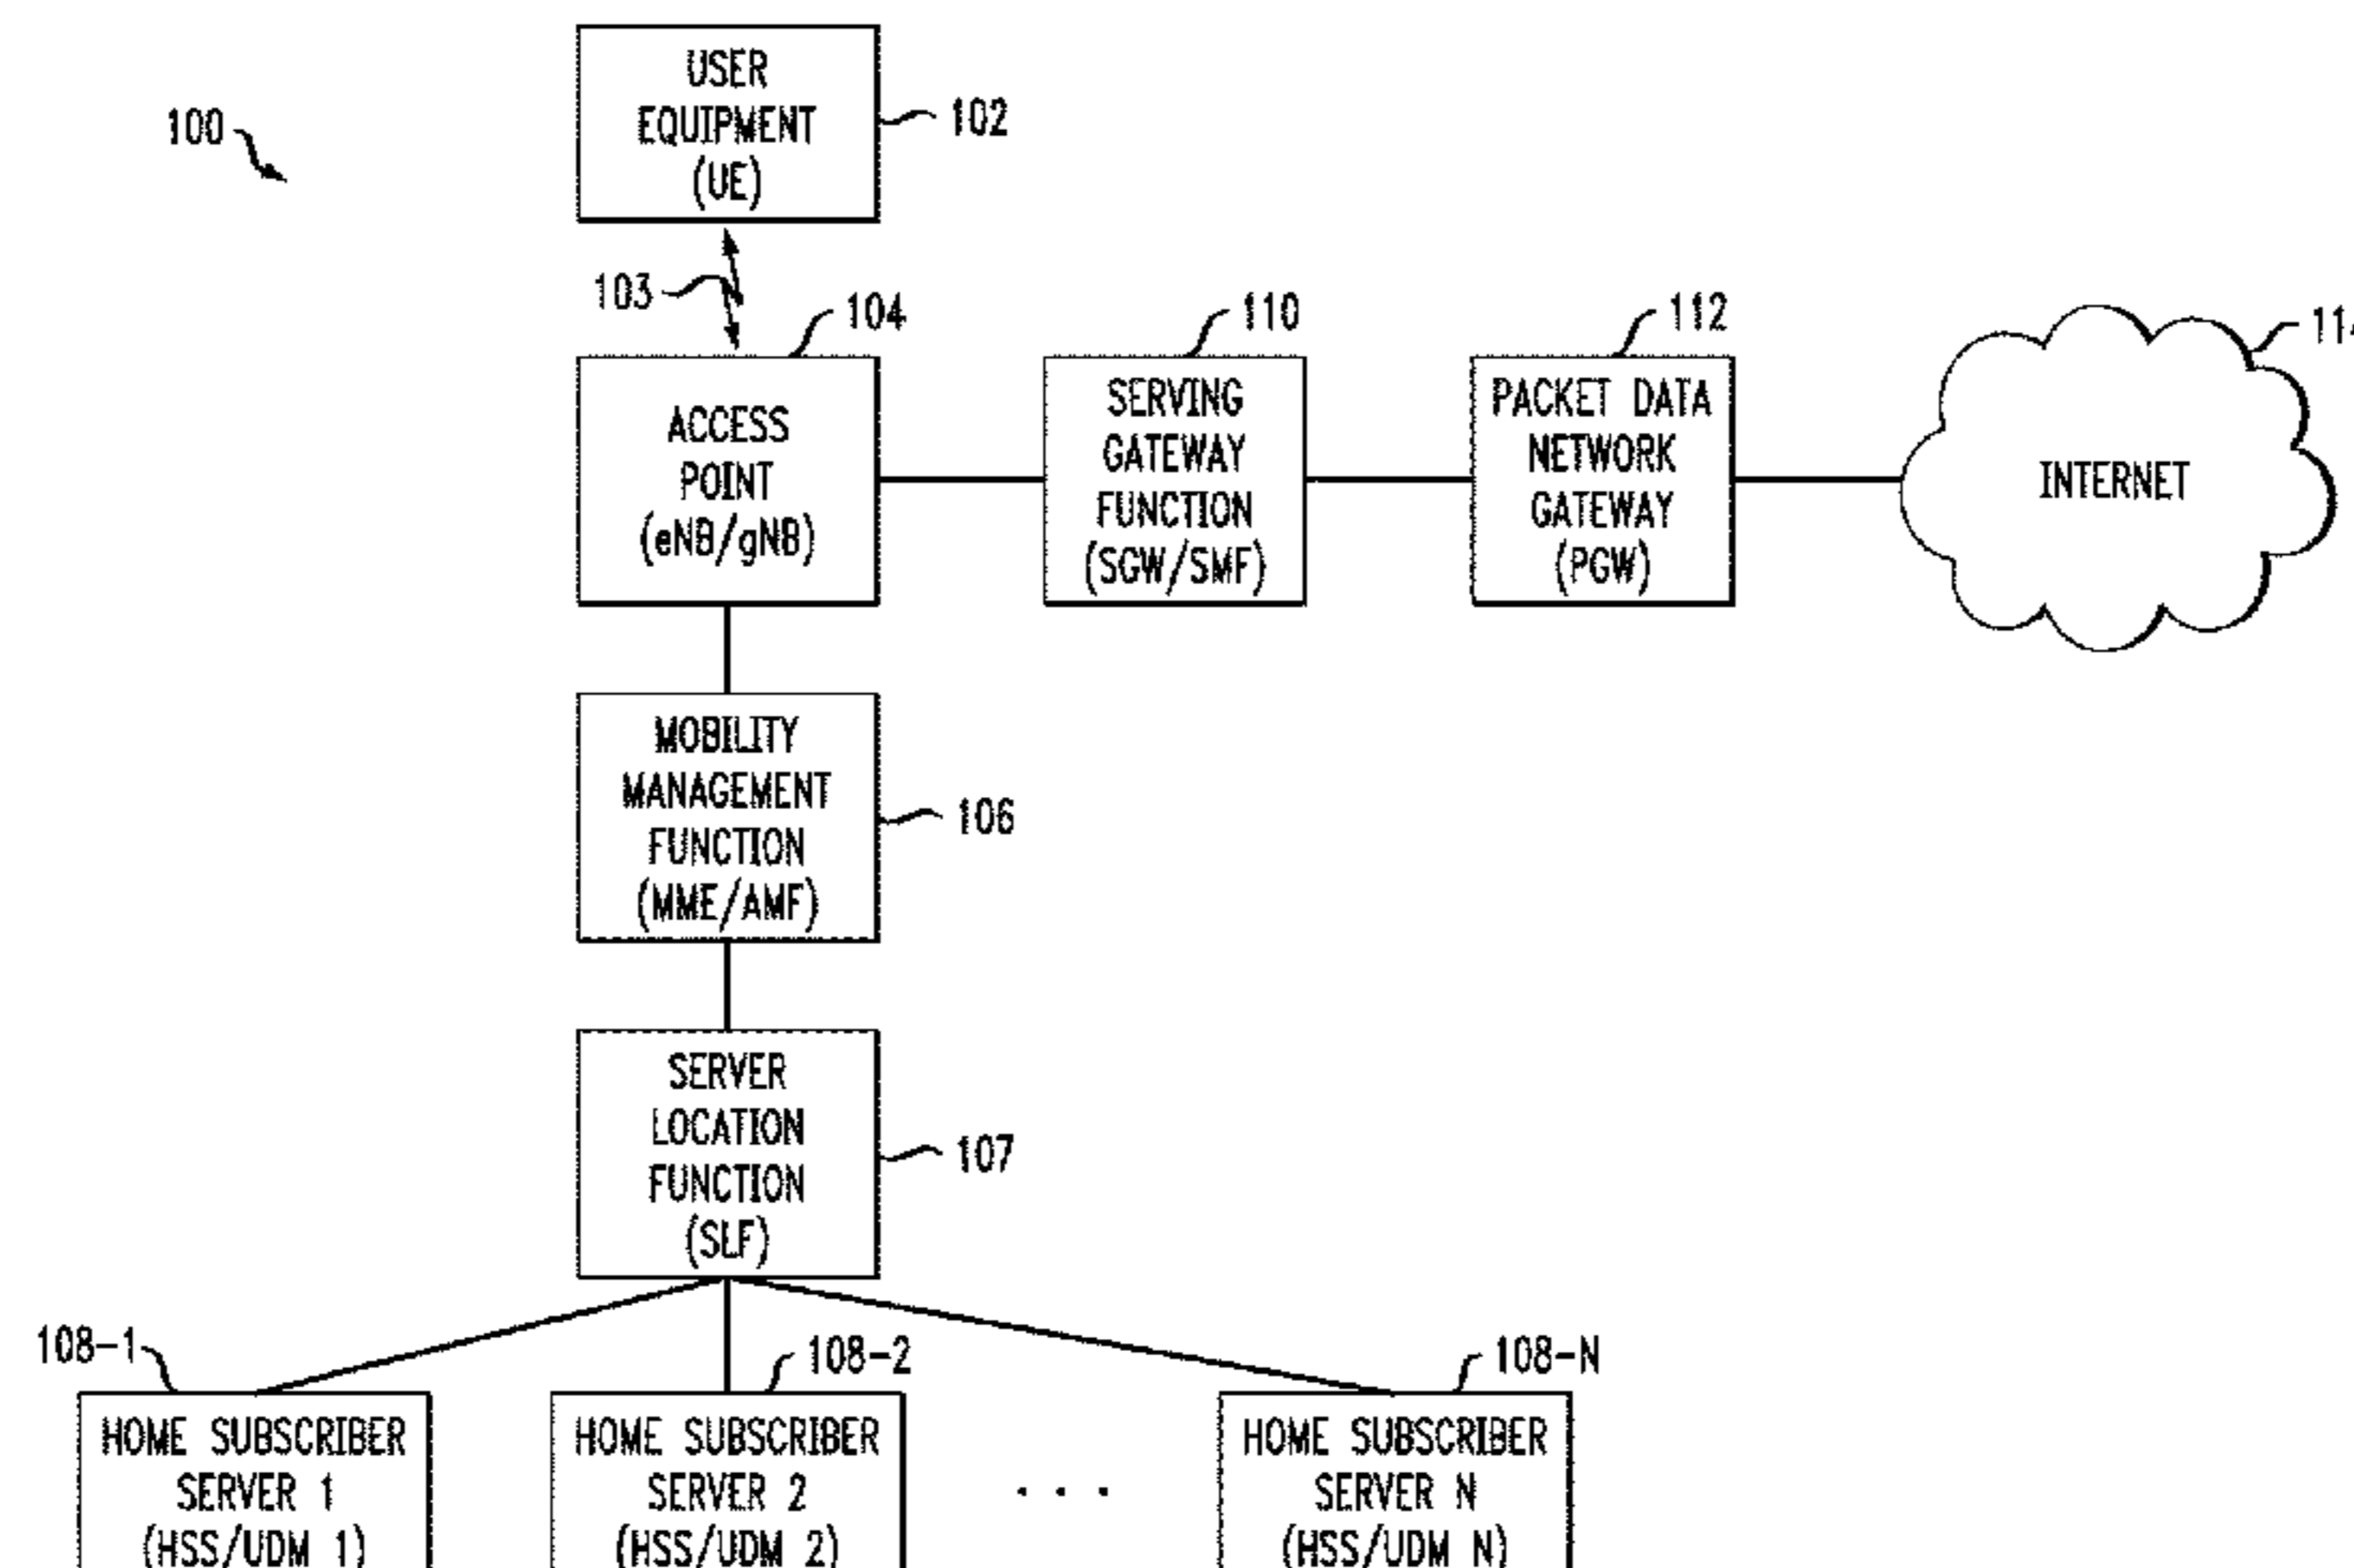 100
USER
EQUIPMENT
(UE)
102
103
104
110
112
ACCESS
POINT
(eNB/gNB)
SERVING
GATEWAY
FUNCTION
(SGW/SMF)
PACKET DATA
NETWORK
GATEWAY
(PGW)
INTERNET
MOBILITY
MANAGEMENT
FUNCTION
(MME/AMF)
106
SERVER
LOCATION
FUNCTION
(SLF)
107
108-1
108-2
108-N
HOME SUBSCRIBER
SERVER 1
(HSS/UDM 1)
HOME SUBSCRIBER
SERVER 2
(HSS/UDM 2)
. . .
HOME SUBSCRIBER
SERVER N
(HSS/UDM N)